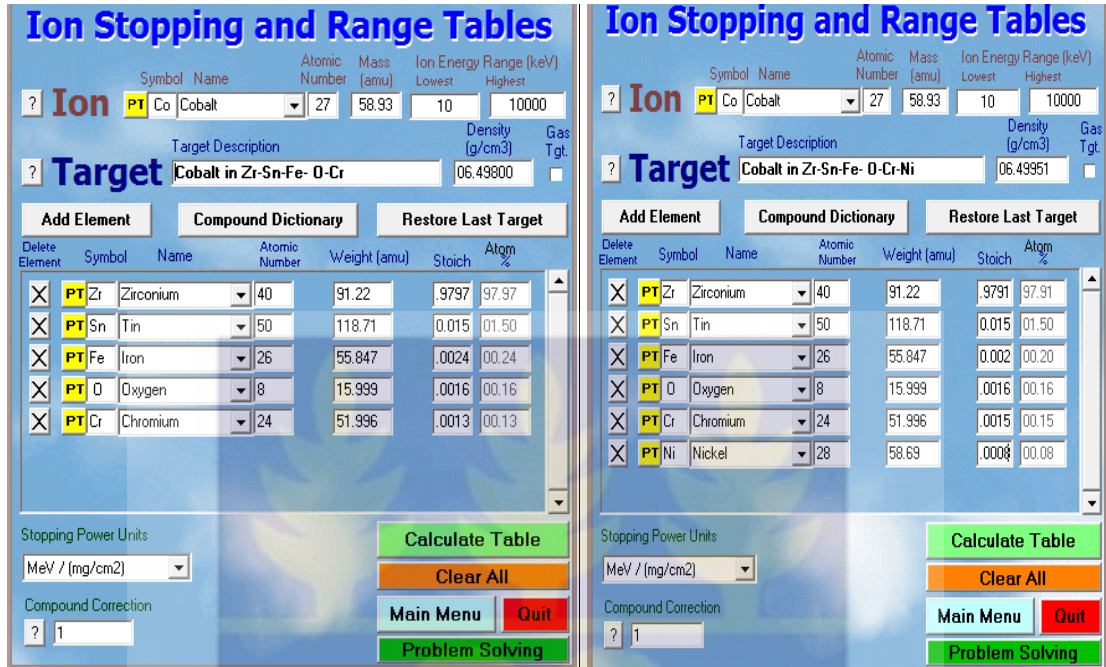 Ion Stopping and Range Tables
Symbol Name Atomic Number Mass (amu) Ion Energy Range (keV) Lowest Highest
? Ion PT Co Cobalt 27 58.93 10 10000
Target Description Density (g/cm3) Gas Tgt.
? Target Cobalt in Zr-Sn-Fe- O-Cr 06.49800
Add Element Compound Dictionary Restore Last Target
Delete Element Symbol Name Atomic Number Weight (amu) Stoich Atom %
X PT Zr Zirconium 40 91.22 .9797 97.97
X PT Sn Tin 50 118.71 0.015 01.50
X PT Fe Iron 26 55.847 .0024 00.24
X PT O Oxygen 8 15.999 .0016 00.16
X PT Cr Chromium 24 51.996 .0013 00.13
Stopping Power Units
MeV / (mg/cm2)
Compound Correction
? 1
Calculate Table
Clear All
Main Menu Quit
Problem Solving
Ion Stopping and Range Tables
Symbol Name Atomic Number Mass (amu) Ion Energy Range (keV) Lowest Highest
? Ion PT Co Cobalt 27 58.93 10 10000
Target Description Density (g/cm3) Gas Tgt.
? Target Cobalt in Zr-Sn-Fe- O-Cr-Ni 06.49951
Add Element Compound Dictionary Restore Last Target
Delete Element Symbol Name Atomic Number Weight (amu) Stoich Atom %
X PT Zr Zirconium 40 91.22 .9791 97.91
X PT Sn Tin 50 118.71 0.015 01.50
X PT Fe Iron 26 55.847 0.002 00.20
X PT O Oxygen 8 15.999 .0016 00.16
X PT Cr Chromium 24 51.996 .0015 00.15
X PT Ni Nickel 28 58.69 .0008 00.08
Stopping Power Units
MeV / (mg/cm2)
Compound Correction
? 1
Calculate Table
Clear All
Main Menu Quit
Problem Solving